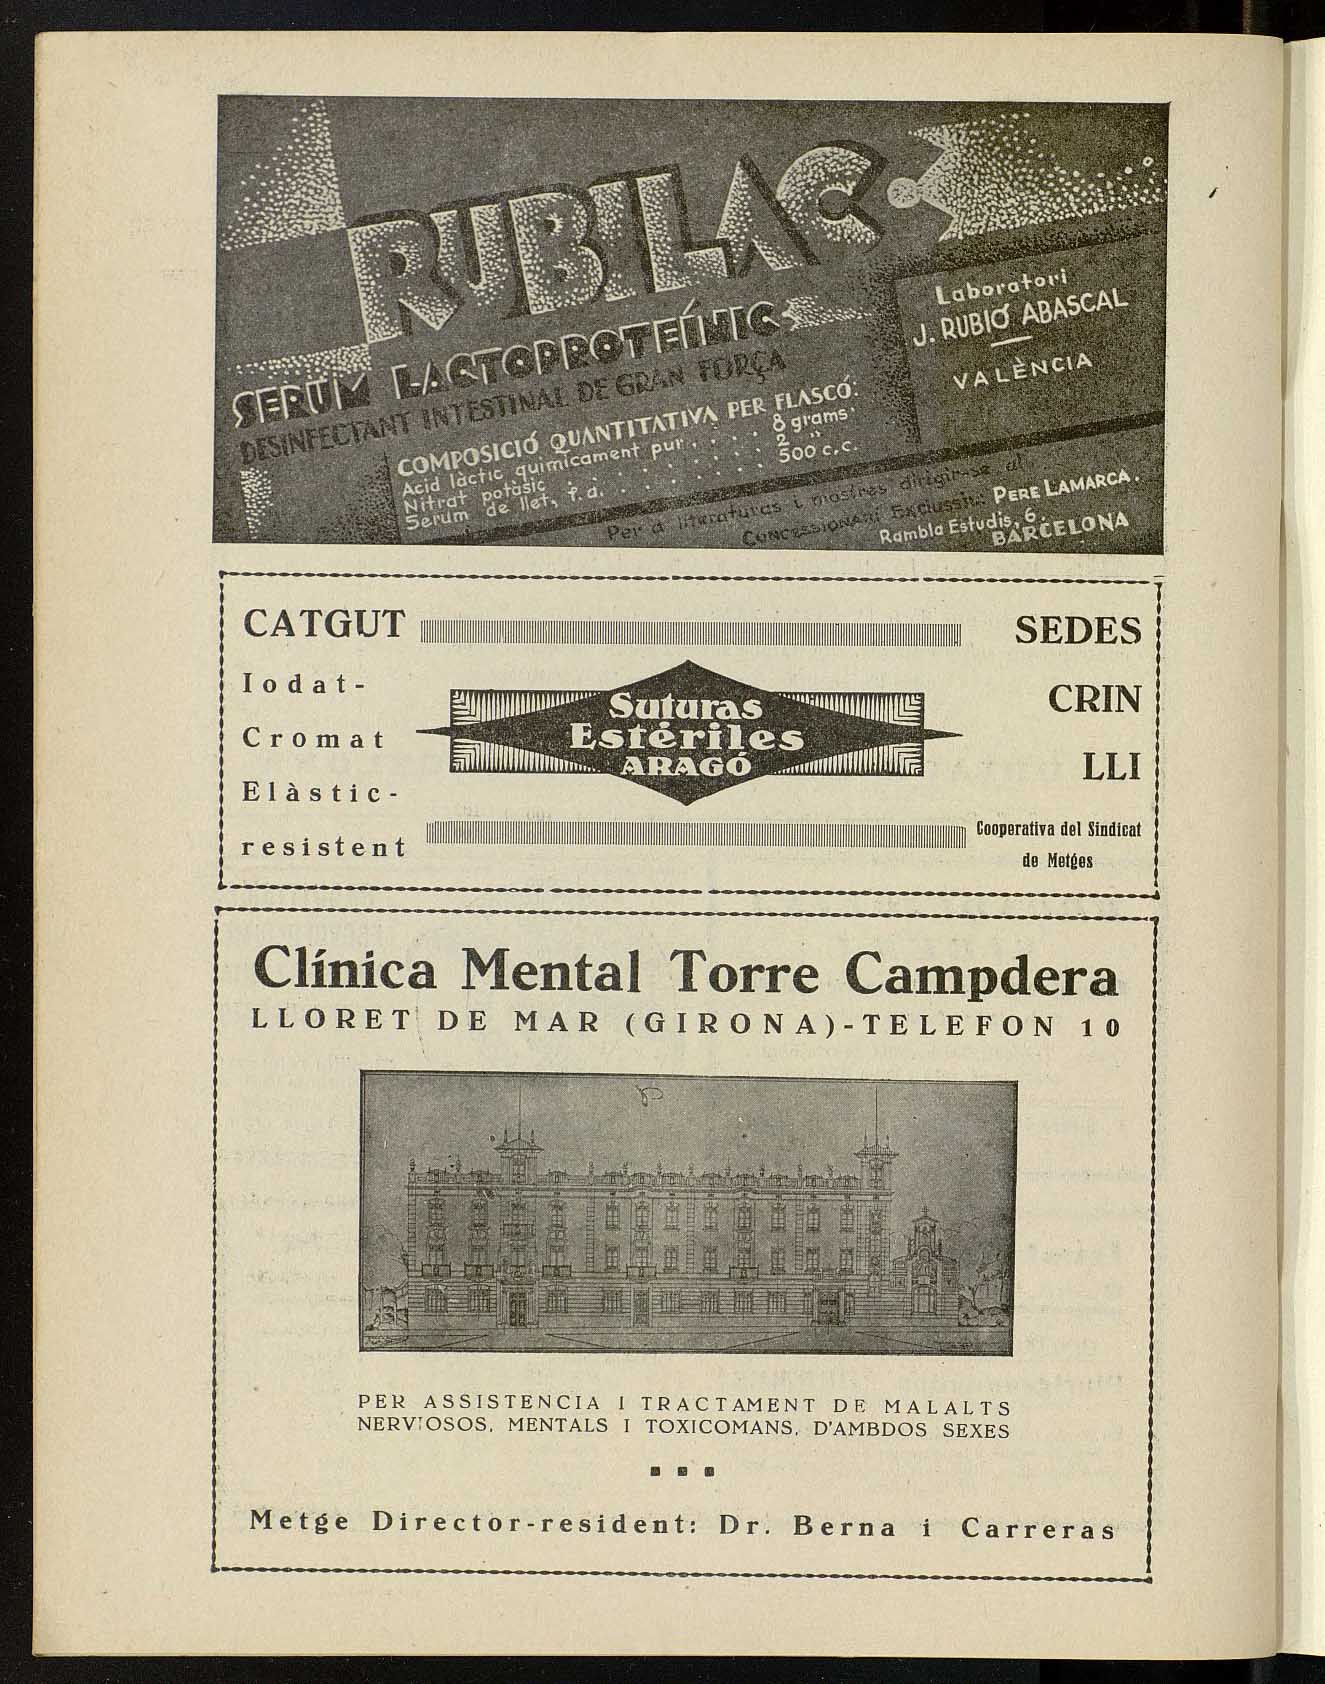 RUBILAC
SERUM LACTOPROTEÍNIC
DESINFECTANT INTESTINAL DE GRAN FORÇA
COMPOSICIÓ QUANTITATIVA PER FLASCÓ:
Acid làctic químicament pur . . . . 8 grams
Nitrat potàsic . . . . . . . . 2 "
Serum de llet, f. d. . . . . . . . 500 c. c.
Laboratori
J. RUBIÓ ABASCAL
VALÈNCIA
Per a literaturas i mostres dirigir-se al
Concessionari Exclussiu: PERE LAMARCA.
Rambla Estudis, 6.
BARCELONA
CATGUT
Iodat-
Cromat
Elàstic-
resistent
Suturas
Estériles
ARAGÓ
SEDES
CRIN
LLI
Cooperativa del Sindicat
de Metges
Clínica Mental Torre Campdera
LLORET DE MAR (GIRONA)-TELEFON 10
PER ASSISTENCIA I TRACTAMENT DE MALALTS
NERVIOSOS, MENTALS I TOXICOMANS, D'AMBDOS SEXES
Metge Director-resident: Dr. Berna i Carreras